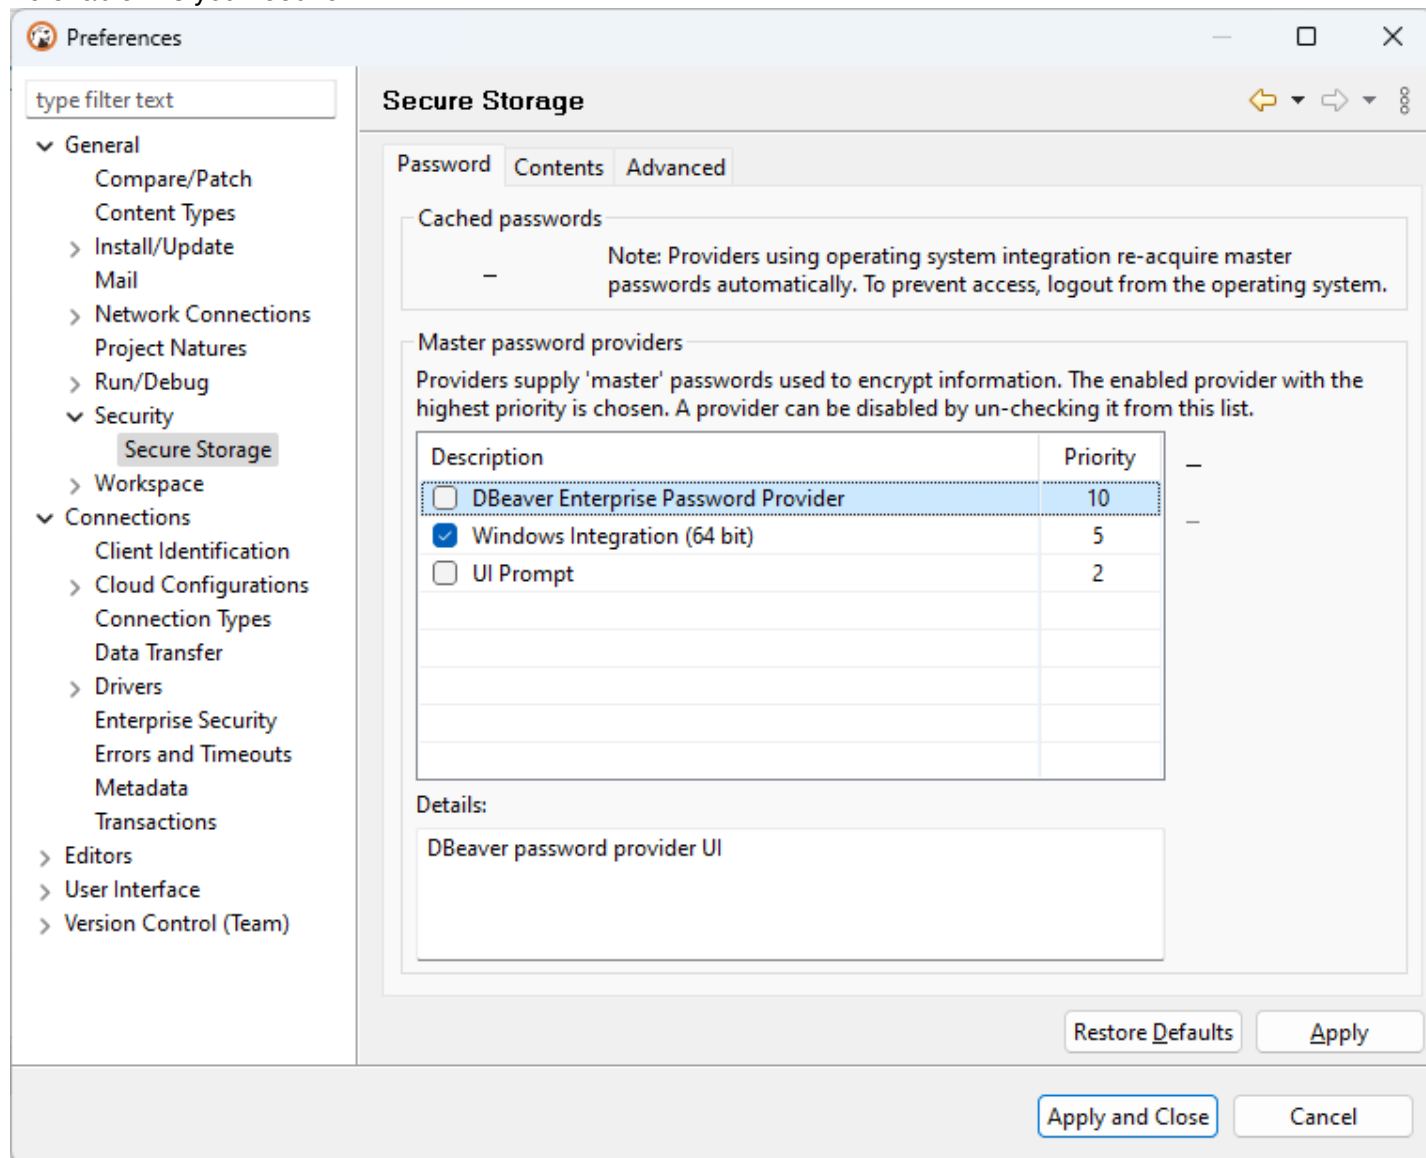 Preferences
type filter text
Secure Storage
General
Compare/Patch
Content Types
Install/Update
Mail
Network Connections
Project Natures
Run/Debug
Security
Secure Storage
Workspace
Connections
Client Identification
Cloud Configurations
Connection Types
Data Transfer
Drivers
Enterprise Security
Errors and Timeouts
Metadata
Transactions
Editors
User Interface
Version Control (Team)
Password Contents Advanced
Cached passwords
Note: Providers using operating system integration re-acquire master
passwords automatically. To prevent access, logout from the operating system.
Master password providers
Providers supply 'master' passwords used to encrypt information. The enabled provider with the
highest priority is chosen. A provider can be disabled by un-checking it from this list.
Description Priority
DBeaver Enterprise Password Provider 10
Windows Integration (64 bit) 5
UI Prompt 2
Details:
DBeaver password provider UI
Restore Defaults Apply
Apply and Close Cancel